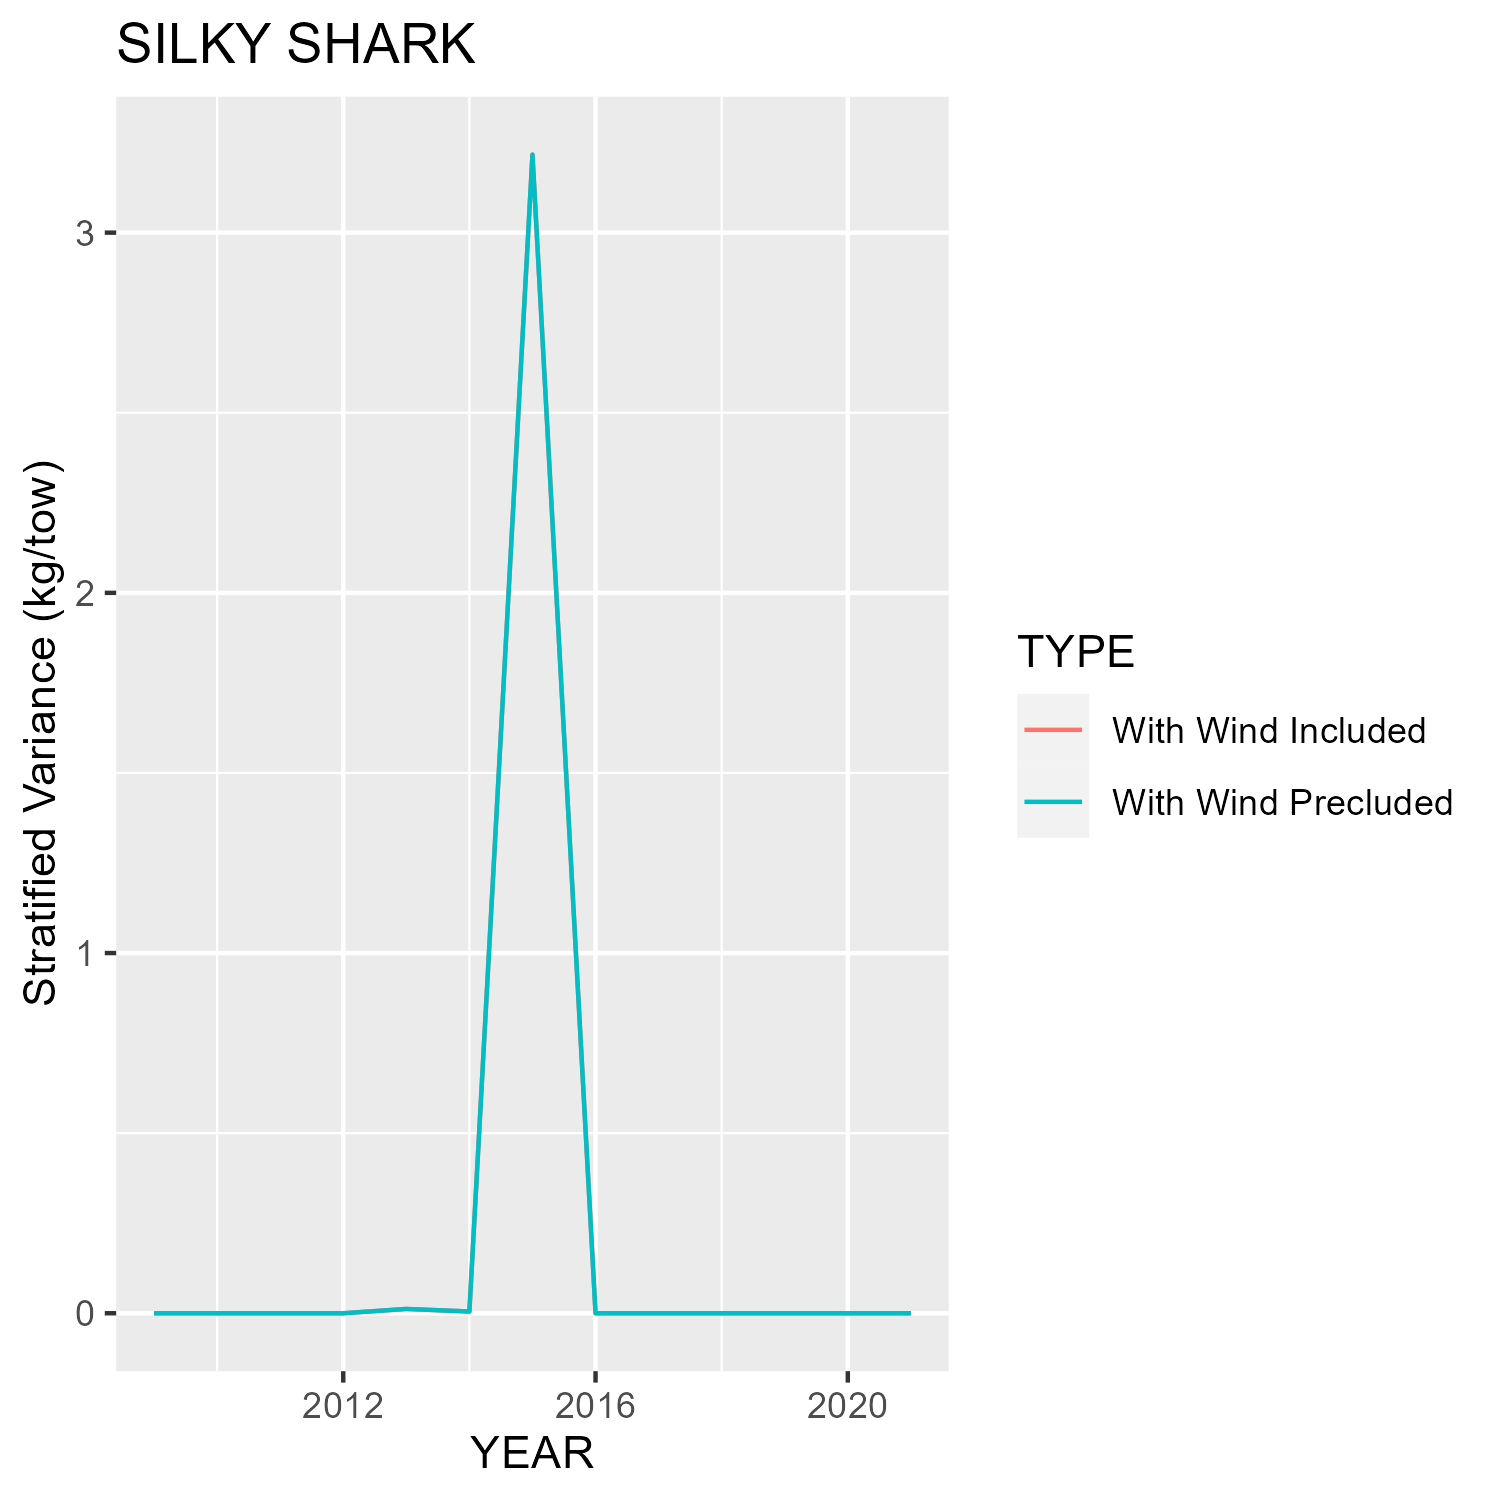 SILKY SHARK
Stratified Variance (kg/tow)
3
2
1
0
2012
2016
2020
YEAR
TYPE
With Wind Included
With Wind Precluded